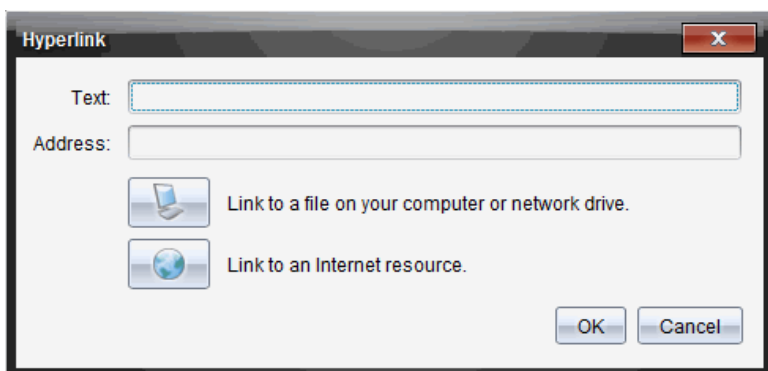 Hyperlink
Text:
Address:
Link to a file on your computer or network drive.
Link to an Internet resource.
OK Cancel